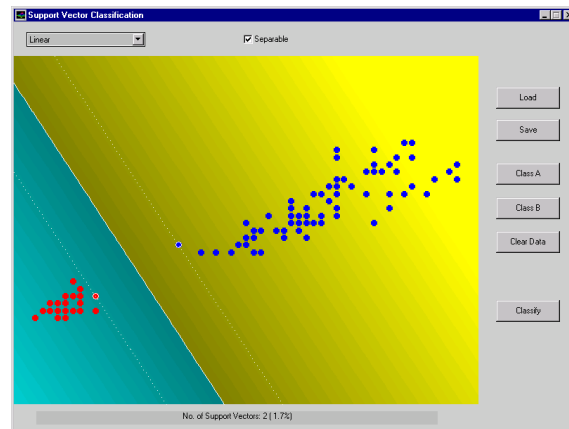 Support Vector Classification
Linear
Separable
Load
Save
Class A
Class B
Clear Data
Classify
No. of Support Vectors: 2 ( 1.7%)